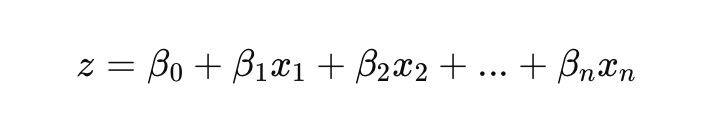 z = β₀ + β₁x₁ + β₂x₂ + ... + βₙxₙ